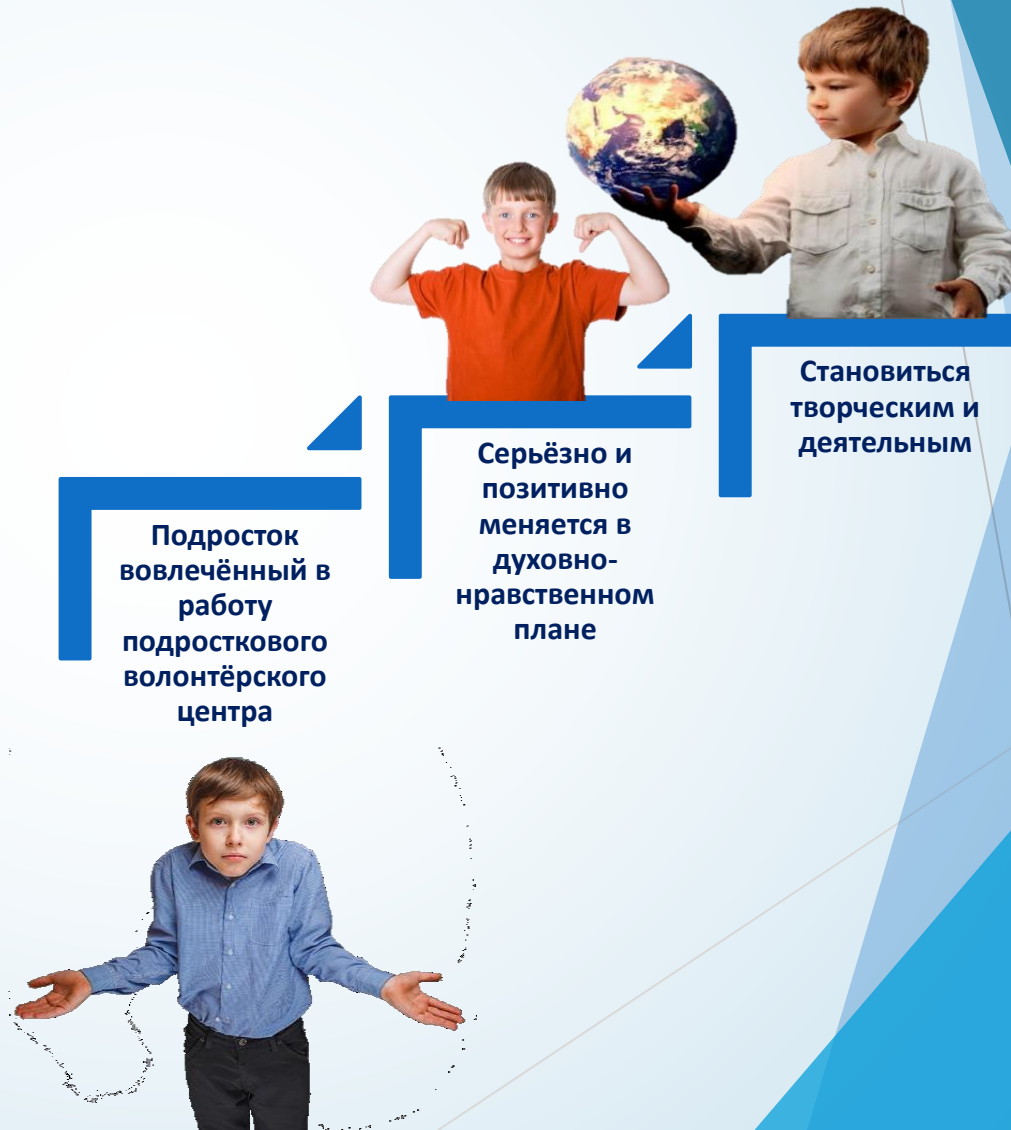 Подросток
вовлечённый в
работу
подросткового
волонтёрского
центра
Серьёзно и
позитивно
меняется в
духовно-
нравственном
плане
Становиться
творческим и
деятельным